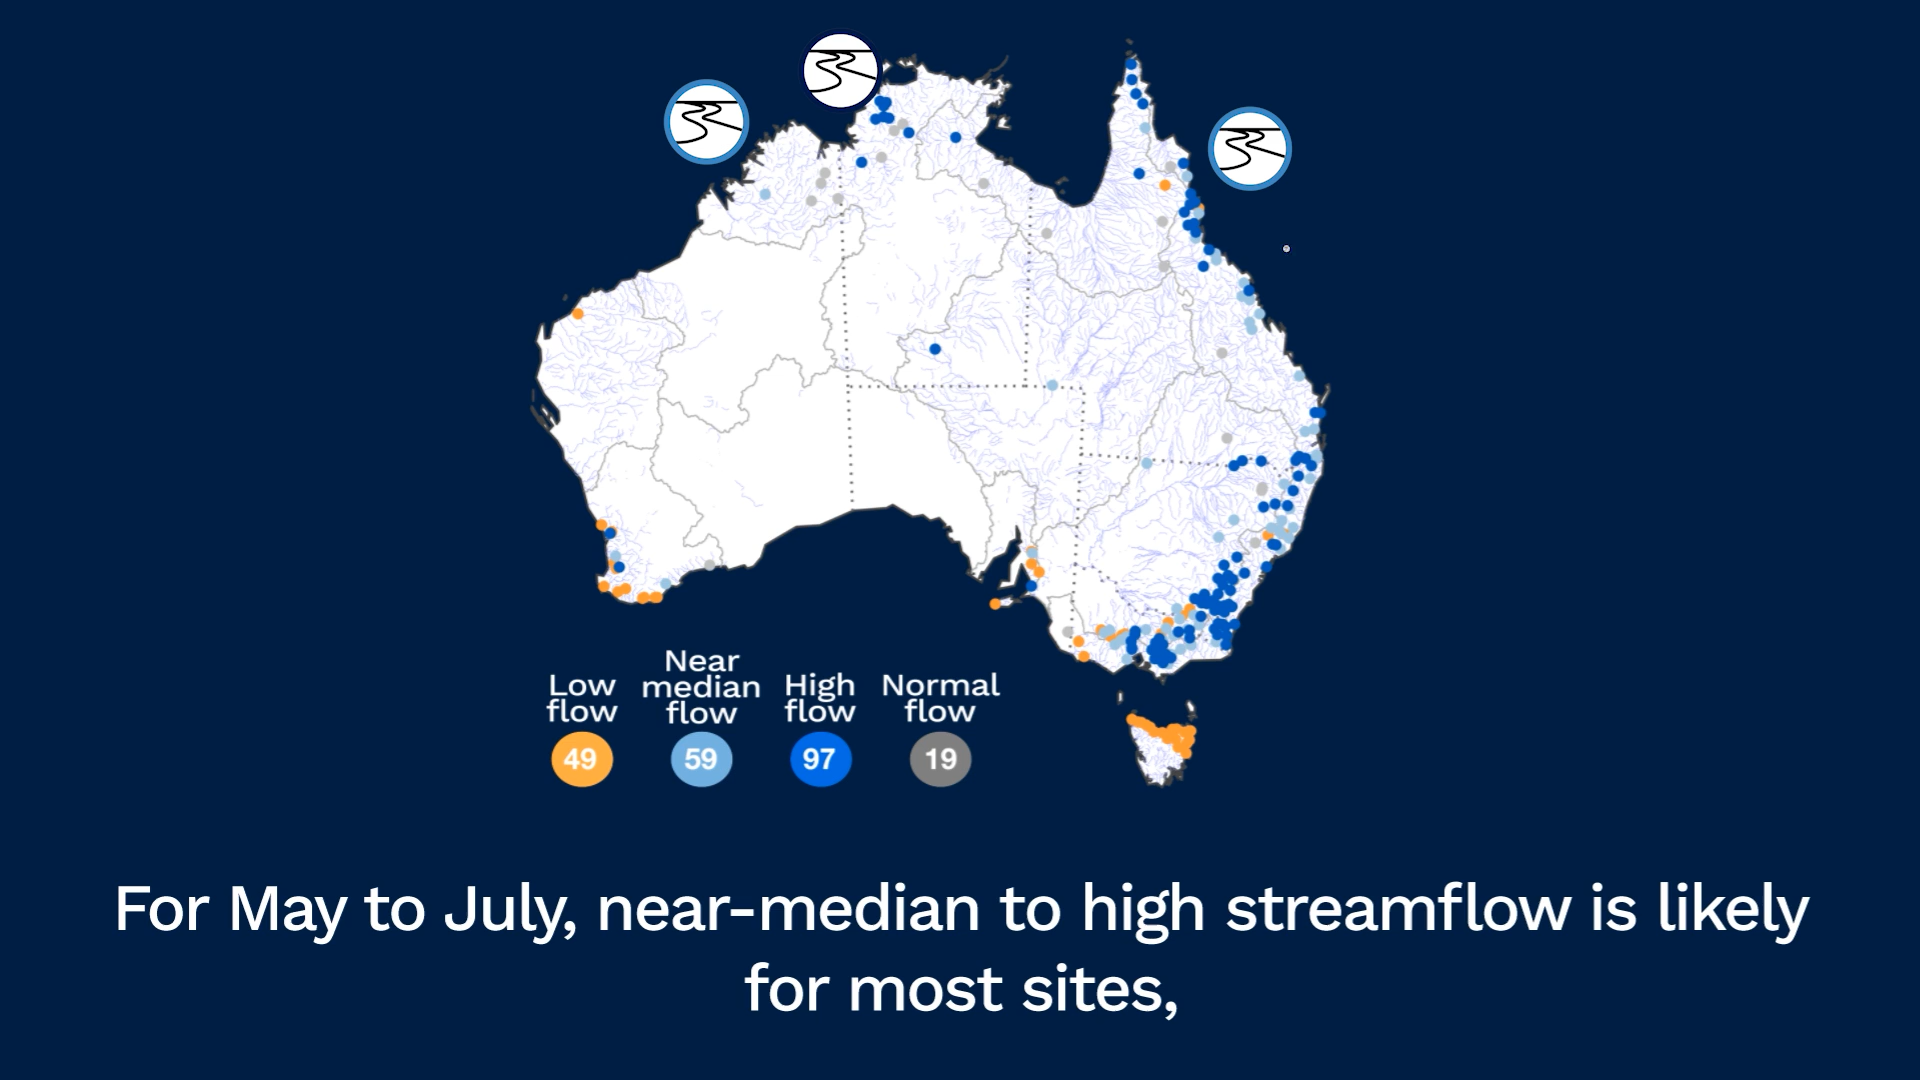 Low
flow
Near
median
flow
High
flow
Normal
flow
49
59
97
19
For May to July, near-median to high streamflow is likely
for most sites,